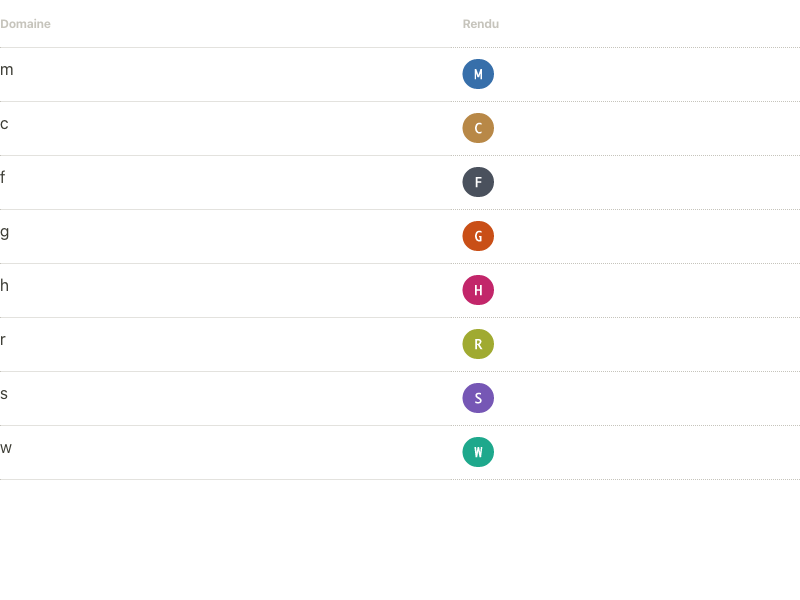 Domaine Rendu
m M
c C
f F
g G
h H
r R
s S
w W